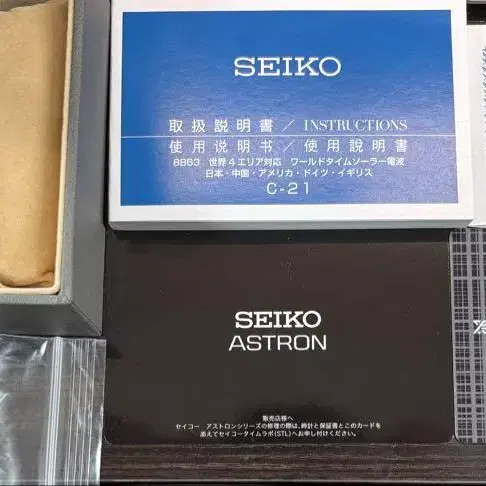 SEIKO
取扱説明書／INSTRUCTIONS
使用说明书／使用說明書
8B63 世界4エリア対応 ワールドタイムソーラー電波
日本・中国・アメリカ・ドイツ・イギリス
C-21
SEIKO
ASTRON
販売店様へ
セイコー アストロンシリーズの修理の際は、時計と保証書とこのカードを
添えてセイコータイムラボ(STL)へお申し付けください。